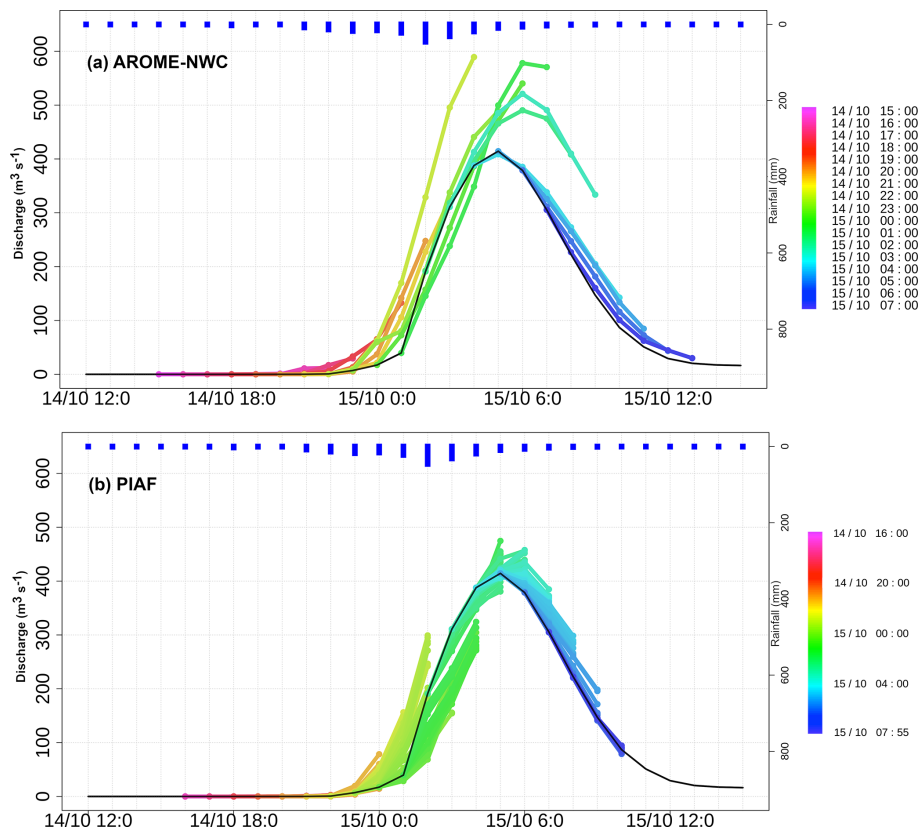 (a) AROME-NWC
Discharge (m³ s⁻¹)
0 100 200 300 400 500 600
Rainfall (mm)
0
200
400
600
800
14/10 12:0 14/10 18:0 15/10 0:0 15/10 6:0 15/10 12:0
14 / 10 15 : 00
14 / 10 16 : 00
14 / 10 17 : 00
14 / 10 18 : 00
14 / 10 19 : 00
14 / 10 20 : 00
14 / 10 21 : 00
14 / 10 22 : 00
14 / 10 23 : 00
15 / 10 00 : 00
15 / 10 01 : 00
15 / 10 02 : 00
15 / 10 03 : 00
15 / 10 04 : 00
15 / 10 05 : 00
15 / 10 06 : 00
15 / 10 07 : 00
(b) PIAF
Discharge (m³ s⁻¹)
0 100 200 300 400 500 600
Rainfall (mm)
0
200
400
600
800
14/10 12:0 14/10 18:0 15/10 0:0 15/10 6:0 15/10 12:0
14 / 10 16 : 00
14 / 10 20 : 00
15 / 10 00 : 00
15 / 10 04 : 00
15 / 10 07 : 55